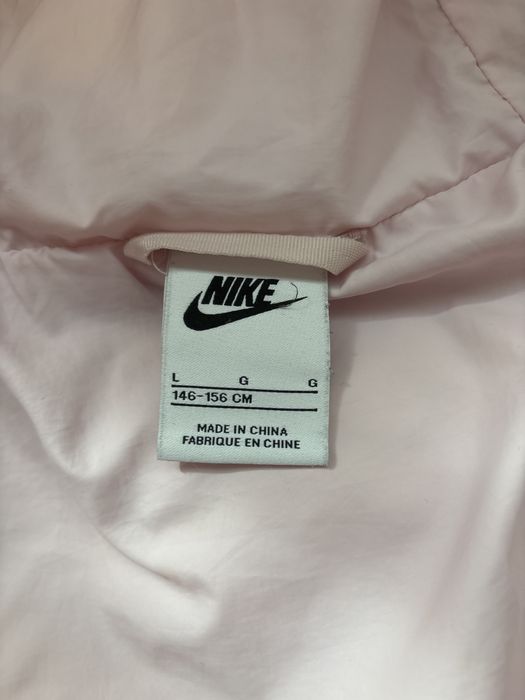 NIKE
L G G
146-156 CM
MADE IN CHINA
FABRIQUE EN CHINE